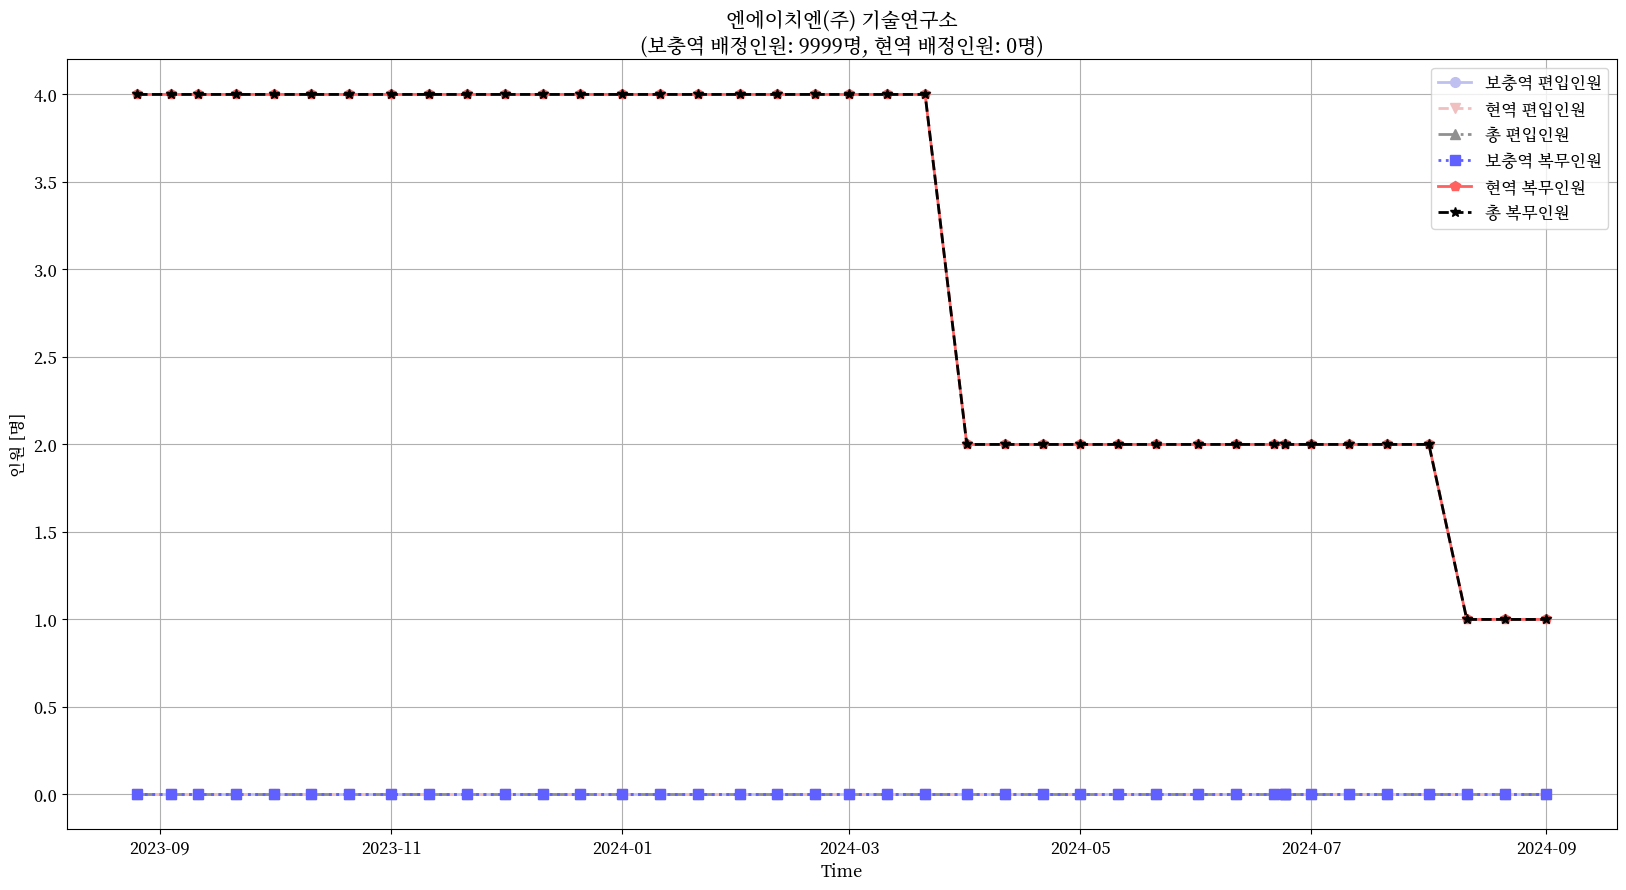 엔에이치엔(주) 기술연구소
(보충역 배정인원: 9999명, 현역 배정인원: 0명)
보충역 편입인원
현역 편입인원
총 편입인원
보충역 복무인원
현역 복무인원
총 복무인원
인원 [명]
4.0
3.5
3.0
2.5
2.0
1.5
1.0
0.5
0.0
2023-09
2023-11
2024-01
2024-03
2024-05
2024-07
2024-09
Time